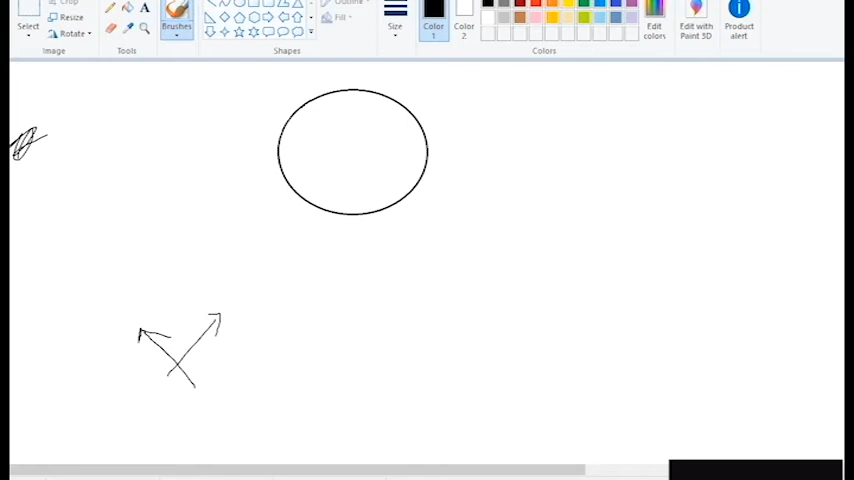 Crop
Outline
Select
Resize
Rotate
A
Brushes
Fill
Size
Color 1
Color 2
Edit colors
Edit with Paint 3D
Product alert
Image
Tools
Shapes
Colors